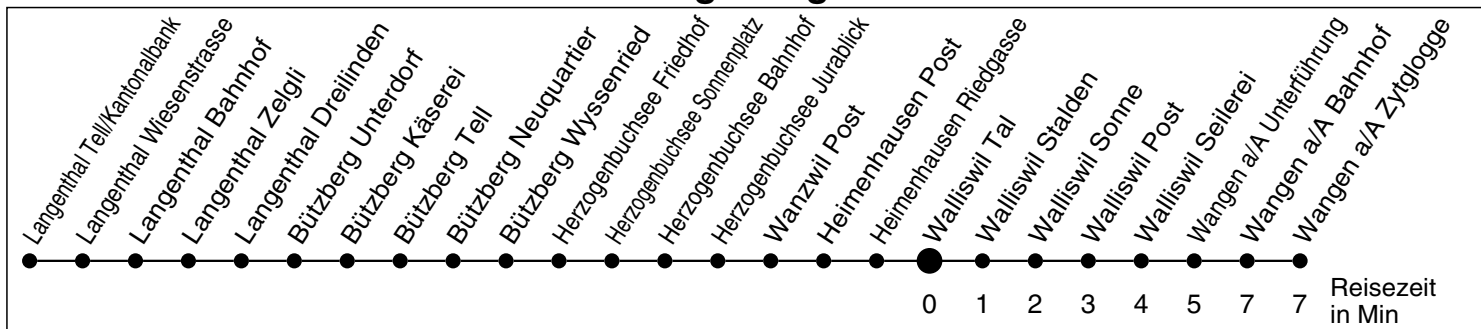 Langenthal Tell/Kantonalbank
Langenthal Wiesenstrasse
Langenthal Bahnhof
Langenthal Zelgli
Langenthal Dreilinden
Bützberg Unterdorf
Bützberg Käserei
Bützberg Tell
Bützberg Neuquartier
Bützberg Wyssenried
Herzogenbuchsee Friedhof
Herzogenbuchsee Sonnenplatz
Herzogenbuchsee Bahnhof
Herzogenbuchsee Jurablick
Wanzwil Post
Heimenhausen Post
Heimenhausen Riedgasse
Walliswil Tal
Walliswil Stalden
Walliswil Sonne
Walliswil Post
Walliswil Seilerei
Wangen a/A Unterführung
Wangen a/A Bahnhof
Wangen a/A Zytglogge
0 1 2 3 4 5 7 7 Reisezeit
in Min